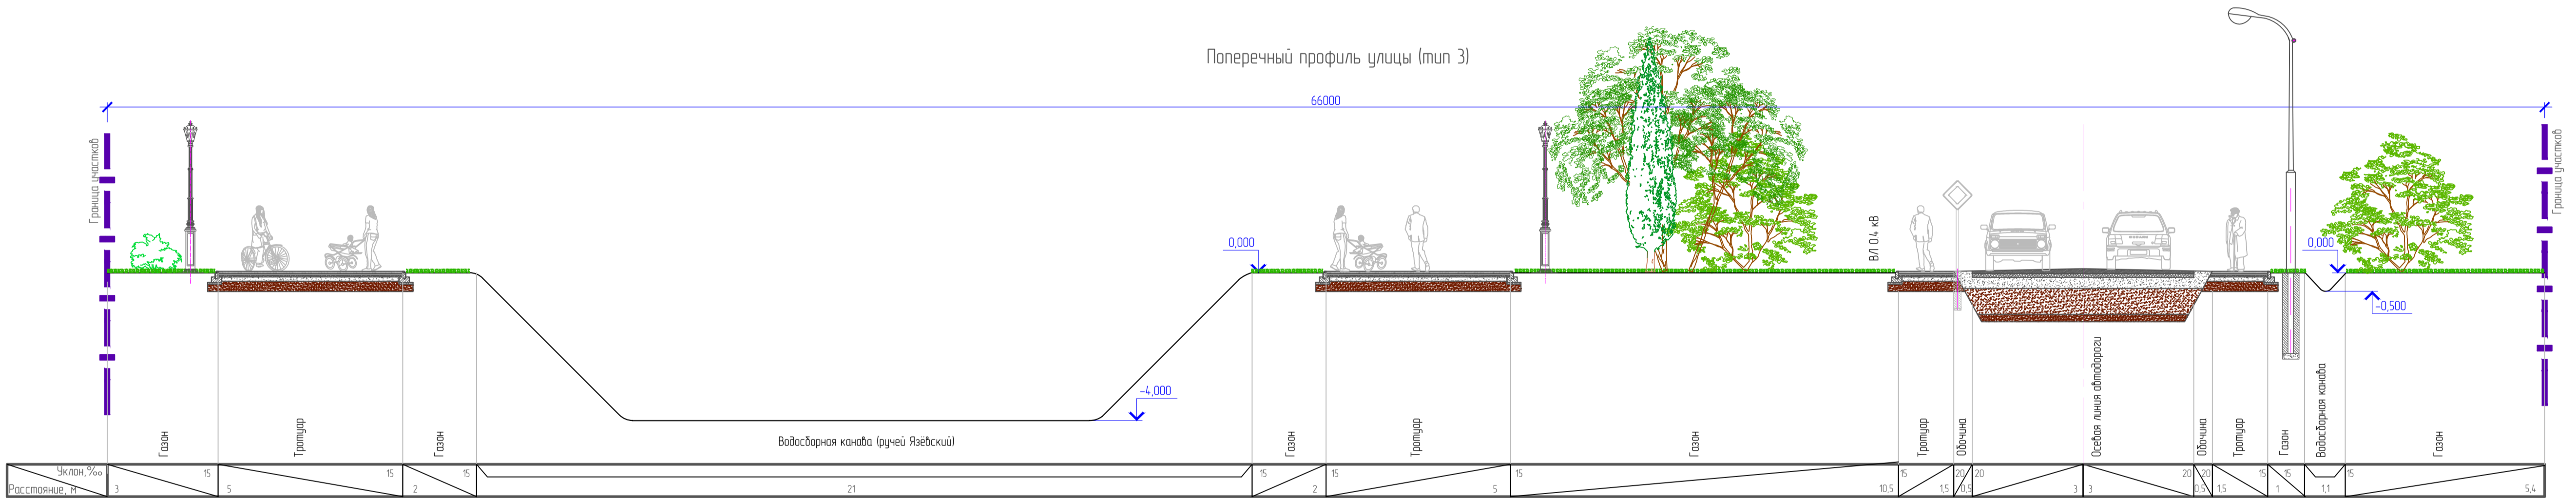 Поперечный профиль улицы (тип 3)
66000
Граница участков
Граница участков
0,000
ВЛ 0.4 кВ
0,000
-0,500
-4,000
Газон
Тротуар
Газон
Водосборная канава (ручей Язёвский)
Газон
Тротуар
Газон
Тротуар
Обочина
Осевая линия автодороги
Обочина
Тротуар
Газон
Водосборная канава
Газон
Уклон,‰ 15 15 15 15 15 15 15 20 20 20 20 15 15 15
Расстояние, м 3 5 2 21 2 5 10,5 1,5 0,5 3 3 0,5 1,5 1 1,1 5,4